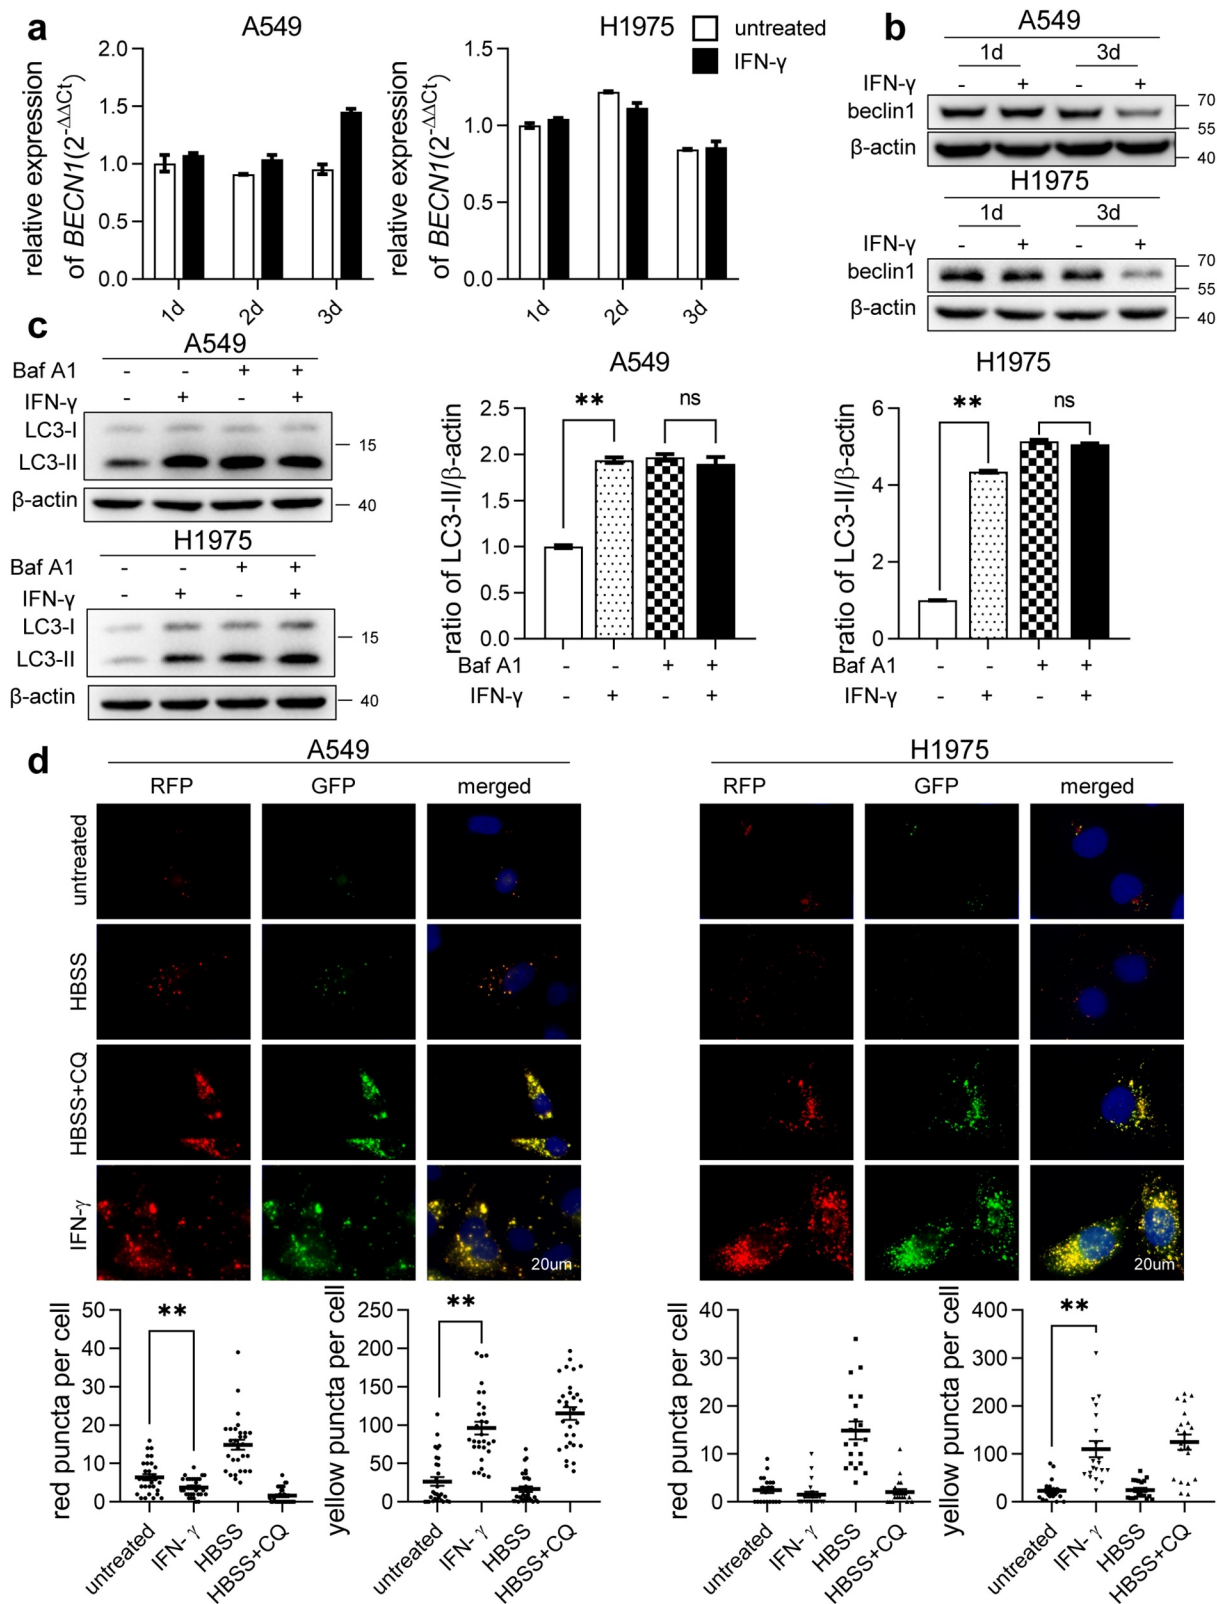 a
A549
H1975
untreated
IFN-γ
relative expression
of BECN1(2-ΔΔCt)
2.0
1.5
1.0
0.5
0.0
1d
2d
3d
relative expression
of BECN1(2-ΔΔCt)
1.5
1.0
0.5
0.0
1d
2d
3d
b
A549
1d
3d
IFN-γ - + - +
beclin1
70
55
β-actin
40
H1975
1d
3d
IFN-γ - + - +
beclin1
70
55
β-actin
40
c
A549
Baf A1 - - + +
IFN-γ - + - +
LC3-I
15
LC3-II
β-actin
40
H1975
Baf A1 - - + +
IFN-γ - + - +
LC3-I
15
LC3-II
β-actin
40
A549
ratio of LC3-II/β-actin
2.5
2.0
1.5
1.0
0.5
0.0
**
ns
Baf A1 - - + +
IFN-γ - + - +
H1975
ratio of LC3-II/β-actin
6
4
2
0
**
ns
Baf A1 - - + +
IFN-γ - + - +
d
A549
RFP
GFP
merged
H1975
RFP
GFP
merged
untreated
HBSS
HBSS+CQ
IFN-γ
20um
20um
red puncta per cell
50
40
30
20
10
0
**
untreated
IFN- γ
HBSS
HBSS+CQ
yellow puncta per cell
250
200
150
100
50
0
**
untreated
IFN- γ
HBSS
HBSS+CQ
red puncta per cell
40
30
20
10
0
untreated
IFN- γ
HBSS
HBSS+CQ
yellow puncta per cell
400
300
200
100
0
**
untreated
IFN- γ
HBSS
HBSS+CQ